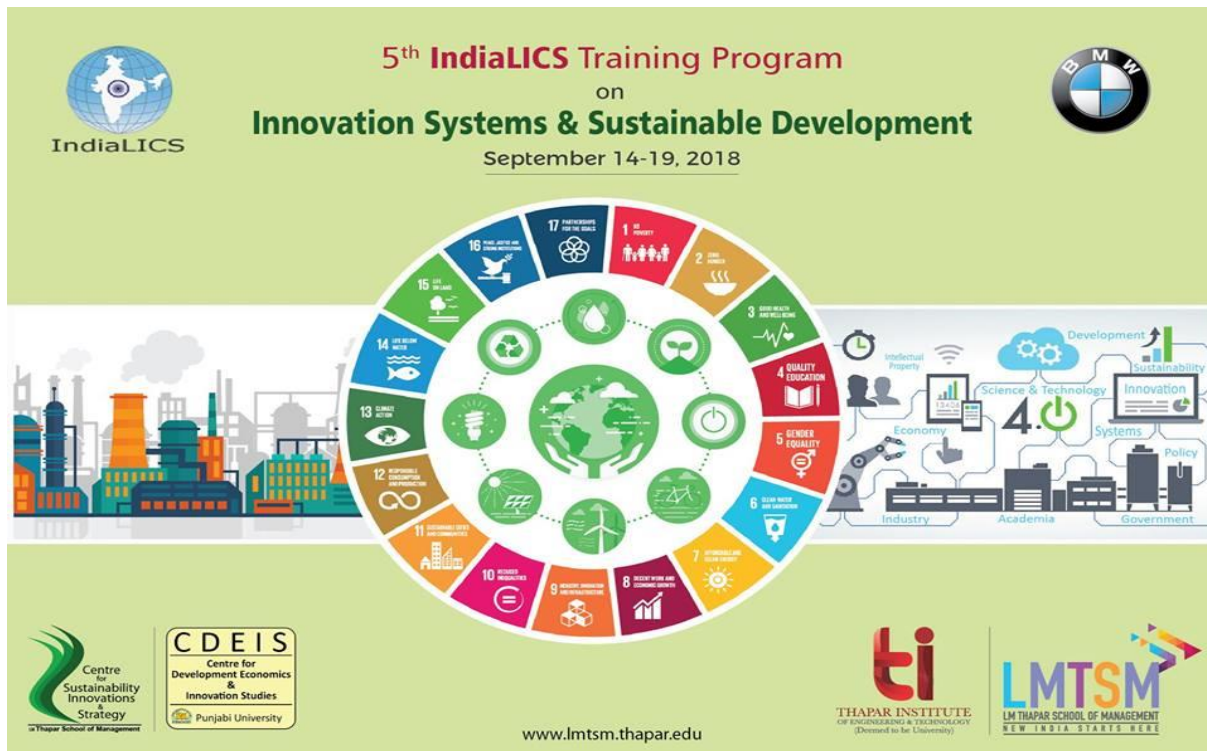 5th IndiaLICS Training Program
on
Innovation Systems & Sustainable Development
September 14-19, 2018
IndiaLICS
BMW
17 PARTNERSHIPS
FOR THE GOALS
1 NO
POVERTY
2 ZERO
HUNGER
3 GOOD HEALTH
AND WELL-BEING
4 QUALITY
EDUCATION
5 GENDER
EQUALITY
6 CLEAN WATER
AND SANITATION
7 AFFORDABLE AND
CLEAN ENERGY
8 DECENT WORK AND
ECONOMIC GROWTH
9 INDUSTRY, INNOVATION
AND INFRASTRUCTURE
10 REDUCED
INEQUALITIES
11 SUSTAINABLE CITIES
AND COMMUNITIES
12 RESPONSIBLE
CONSUMPTION
AND PRODUCTION
13 CLIMATE
ACTION
14 LIFE BELOW
WATER
15 LIFE
ON LAND
16 PEACE, JUSTICE AND
STRONG INSTITUTIONS
Development
Intellectual
Property
Sustainability
Science & Technology
Innovation
4.0
Economy
Systems
Policy
Industry
Academia
Government
Centre
for
Sustainability
Innovations
&
Strategy
LM Thapar School of Management
CDEIS
Centre for
Development Economics
&
Innovation Studies
Punjabi University
www.lmtsm.thapar.edu
ti
THAPAR INSTITUTE
OF ENGINEERING & TECHNOLOGY
(Deemed to be University)
LMTSM
LM THAPAR SCHOOL OF MANAGEMENT
NEW INDIA STARTS HERE